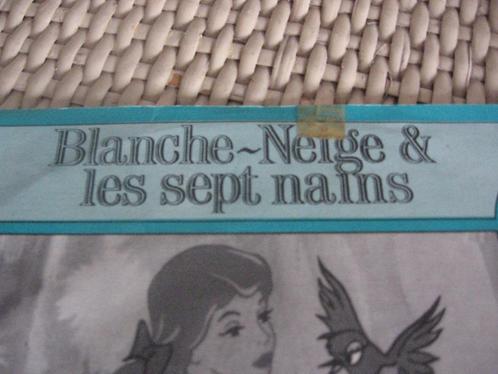 Blanche~Neige &
les sept nains